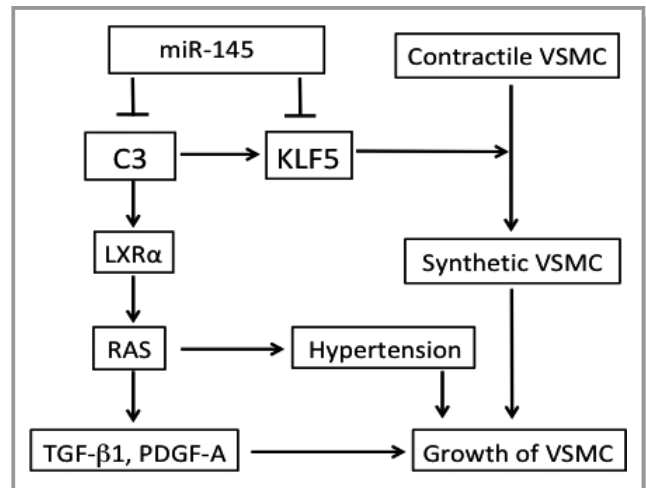 miR-145
Contractile VSMC
C3
KLF5
LXRα
Synthetic VSMC
RAS
Hypertension
TGF-β1, PDGF-A
Growth of VSMC